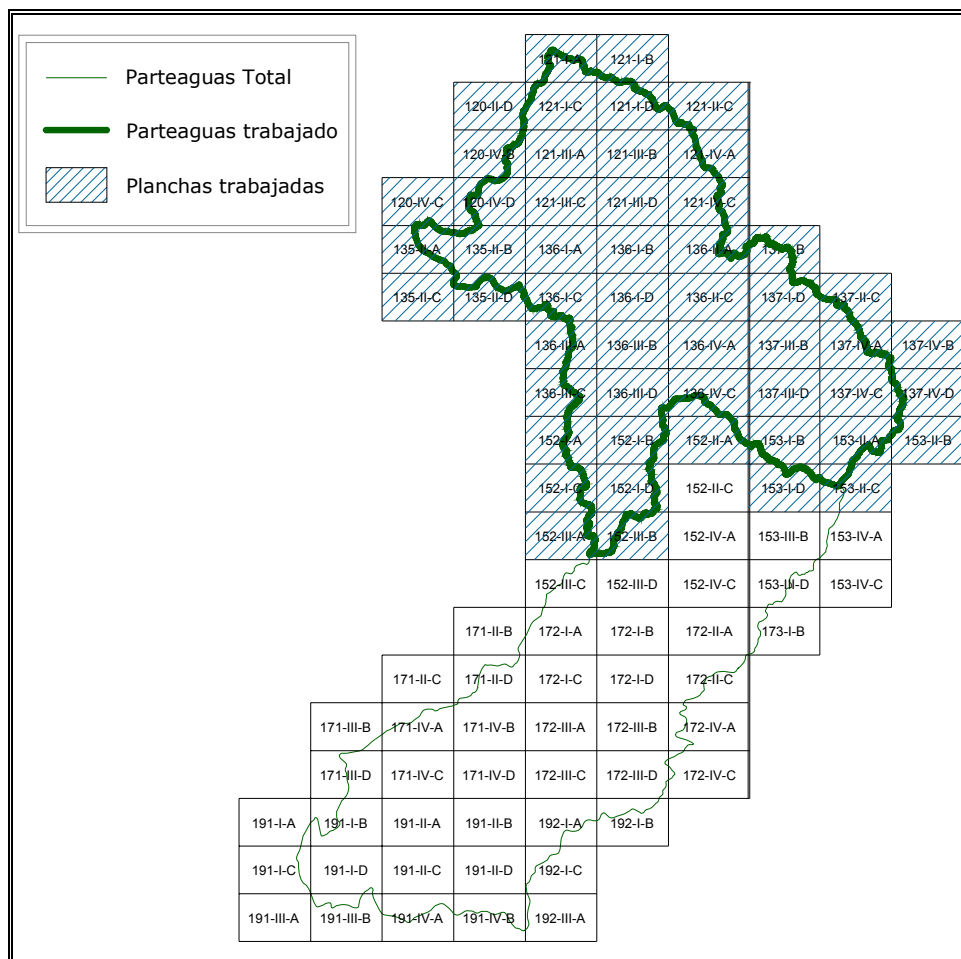 Parteaguas Total
Parteaguas trabajado
Planchas trabajadas
121-I-A 121-I-B
120-II-D 121-I-C 121-I-D 121-II-C
120-IV-B 121-III-A 121-III-B 121-IV-A
120-IV-C 120-IV-D 121-III-C 121-III-D 121-IV-C
135-II-A 135-II-B 136-I-A 136-I-B 136-II-A 137-I-B
135-II-C 135-II-D 136-I-C 136-I-D 136-II-C 137-I-D 137-II-C
136-III-A 136-III-B 136-IV-A 137-III-B 137-IV-A 137-IV-B
136-III-C 136-III-D 136-IV-C 137-III-D 137-IV-C 137-IV-D
152-I-A 152-I-B 152-II-A 153-I-B 153-II-A 153-II-B
152-I-C 152-I-D 152-II-C 153-I-D 153-II-C
152-III-A 152-III-B 152-IV-A 153-III-B 153-IV-A
152-III-C 152-III-D 152-IV-C 153-III-D 153-IV-C
171-II-B 172-I-A 172-I-B 172-II-A 173-I-B
171-II-C 171-II-D 172-I-C 172-I-D 172-II-C
171-III-B 171-IV-A 171-IV-B 172-III-A 172-III-B 172-IV-A
171-III-D 171-IV-C 171-IV-D 172-III-C 172-III-D 172-IV-C
191-I-A 191-I-B 191-II-A 191-II-B 192-I-A 192-I-B
191-I-C 191-I-D 191-II-C 191-II-D 192-I-C
191-III-A 191-III-B 191-IV-A 191-IV-B 192-III-A